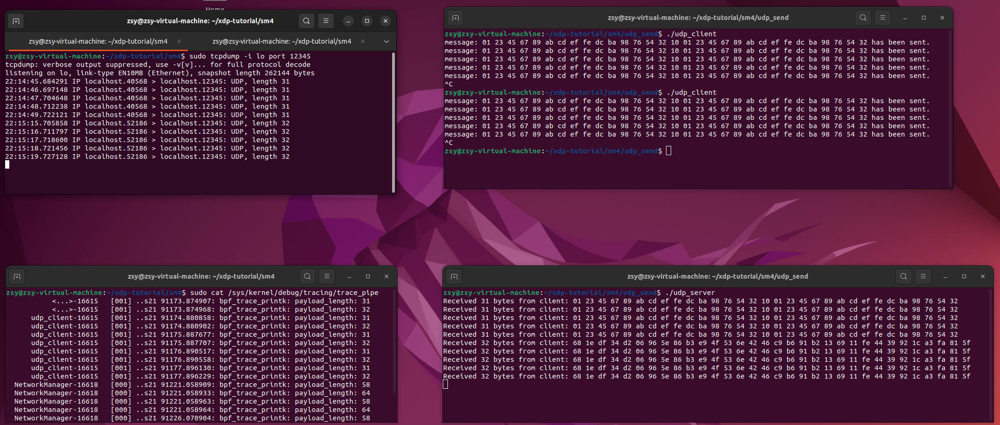 Home
zsy@zsy-virtual-machine: ~/xdp-tutorial/sm4
zsy@zsy-virtual-machine: ~/xdp-tutorial/sm4
zsy@zsy-virtual-machine: ~/xdp-tutorial/sm4
zsy@zsy-virtual-machine:~/xdp-tutorial/sm4$ sudo tcpdump -i lo port 12345
tcpdump: verbose output suppressed, use -v[v]... for full protocol decode
listening on lo, link-type EN10MB (Ethernet), snapshot length 262144 bytes
22:14:45.684291 IP localhost.40568 > localhost.12345: UDP, length 31
22:14:46.697148 IP localhost.40568 > localhost.12345: UDP, length 31
22:14:47.704648 IP localhost.40568 > localhost.12345: UDP, length 31
22:14:48.712238 IP localhost.40568 > localhost.12345: UDP, length 31
22:14:49.722121 IP localhost.40568 > localhost.12345: UDP, length 31
22:15:15.705858 IP localhost.52186 > localhost.12345: UDP, length 32
22:15:16.711797 IP localhost.52186 > localhost.12345: UDP, length 32
22:15:17.718600 IP localhost.52186 > localhost.12345: UDP, length 32
22:15:18.721456 IP localhost.52186 > localhost.12345: UDP, length 32
22:15:19.727128 IP localhost.52186 > localhost.12345: UDP, length 32
zsy@zsy-virtual-machine: ~/xdp-tutorial/sm4/udp_send
zsy@zsy-virtual-machine:~/xdp-tutorial/sm4/udp_send$ ./udp_client
message: 01 23 45 67 89 ab cd ef fe dc ba 98 76 54 32 10 01 23 45 67 89 ab cd ef fe dc ba 98 76 54 32 has been sent.
message: 01 23 45 67 89 ab cd ef fe dc ba 98 76 54 32 10 01 23 45 67 89 ab cd ef fe dc ba 98 76 54 32 has been sent.
message: 01 23 45 67 89 ab cd ef fe dc ba 98 76 54 32 10 01 23 45 67 89 ab cd ef fe dc ba 98 76 54 32 has been sent.
message: 01 23 45 67 89 ab cd ef fe dc ba 98 76 54 32 10 01 23 45 67 89 ab cd ef fe dc ba 98 76 54 32 has been sent.
message: 01 23 45 67 89 ab cd ef fe dc ba 98 76 54 32 10 01 23 45 67 89 ab cd ef fe dc ba 98 76 54 32 has been sent.
^C
zsy@zsy-virtual-machine:~/xdp-tutorial/sm4/udp_send$ ./udp_client
message: 01 23 45 67 89 ab cd ef fe dc ba 98 76 54 32 10 01 23 45 67 89 ab cd ef fe dc ba 98 76 54 32 has been sent.
message: 01 23 45 67 89 ab cd ef fe dc ba 98 76 54 32 10 01 23 45 67 89 ab cd ef fe dc ba 98 76 54 32 has been sent.
message: 01 23 45 67 89 ab cd ef fe dc ba 98 76 54 32 10 01 23 45 67 89 ab cd ef fe dc ba 98 76 54 32 has been sent.
message: 01 23 45 67 89 ab cd ef fe dc ba 98 76 54 32 10 01 23 45 67 89 ab cd ef fe dc ba 98 76 54 32 has been sent.
message: 01 23 45 67 89 ab cd ef fe dc ba 98 76 54 32 10 01 23 45 67 89 ab cd ef fe dc ba 98 76 54 32 has been sent.
^C
zsy@zsy-virtual-machine:~/xdp-tutorial/sm4/udp_send$
zsy@zsy-virtual-machine: ~/xdp-tutorial/sm4
zsy@zsy-virtual-machine:~/xdp-tutorial/sm4$ sudo cat /sys/kernel/debug/tracing/trace_pipe
<...>-16615 [001] ..s21 91173.874907: bpf_trace_printk: payload_length: 31
<...>-16615 [001] ..s21 91173.874968: bpf_trace_printk: payload_length: 32
udp_client-16615 [001] ..s21 91174.880858: bpf_trace_printk: payload_length: 31
udp_client-16615 [001] ..s21 91174.880902: bpf_trace_printk: payload_length: 32
udp_client-16615 [001] ..s21 91175.887677: bpf_trace_printk: payload_length: 31
udp_client-16615 [001] ..s21 91175.887707: bpf_trace_printk: payload_length: 32
udp_client-16615 [001] ..s21 91176.890517: bpf_trace_printk: payload_length: 31
udp_client-16615 [001] ..s21 91176.890558: bpf_trace_printk: payload_length: 32
udp_client-16615 [001] ..s21 91177.896130: bpf_trace_printk: payload_length: 31
udp_client-16615 [001] ..s21 91177.896229: bpf_trace_printk: payload_length: 32
NetworkManager-16618 [000] ..s21 91221.058909: bpf_trace_printk: payload_length: 58
NetworkManager-16618 [000] ..s21 91221.058933: bpf_trace_printk: payload_length: 64
NetworkManager-16618 [000] ..s21 91221.058963: bpf_trace_printk: payload_length: 58
NetworkManager-16618 [000] ..s21 91221.058964: bpf_trace_printk: payload_length: 64
NetworkManager-16618 [000] ..s21 91226.070904: bpf_trace_printk: payload_length: 58
zsy@zsy-virtual-machine: ~/xdp-tutorial/sm4/udp_send
zsy@zsy-virtual-machine:~/xdp-tutorial/sm4/udp_send$ ./udp_server
Received 31 bytes from client: 01 23 45 67 89 ab cd ef fe dc ba 98 76 54 32 10 01 23 45 67 89 ab cd ef fe dc ba 98 76 54 32
Received 31 bytes from client: 01 23 45 67 89 ab cd ef fe dc ba 98 76 54 32 10 01 23 45 67 89 ab cd ef fe dc ba 98 76 54 32
Received 31 bytes from client: 01 23 45 67 89 ab cd ef fe dc ba 98 76 54 32 10 01 23 45 67 89 ab cd ef fe dc ba 98 76 54 32
Received 31 bytes from client: 01 23 45 67 89 ab cd ef fe dc ba 98 76 54 32 10 01 23 45 67 89 ab cd ef fe dc ba 98 76 54 32
Received 31 bytes from client: 01 23 45 67 89 ab cd ef fe dc ba 98 76 54 32 10 01 23 45 67 89 ab cd ef fe dc ba 98 76 54 32
Received 32 bytes from client: 68 1e df 34 d2 06 96 5e 86 b3 e9 4f 53 6e 42 46 c9 b6 91 b2 13 69 11 fe 44 39 92 1c a3 fa 81 5f
Received 32 bytes from client: 68 1e df 34 d2 06 96 5e 86 b3 e9 4f 53 6e 42 46 c9 b6 91 b2 13 69 11 fe 44 39 92 1c a3 fa 81 5f
Received 32 bytes from client: 68 1e df 34 d2 06 96 5e 86 b3 e9 4f 53 6e 42 46 c9 b6 91 b2 13 69 11 fe 44 39 92 1c a3 fa 81 5f
Received 32 bytes from client: 68 1e df 34 d2 06 96 5e 86 b3 e9 4f 53 6e 42 46 c9 b6 91 b2 13 69 11 fe 44 39 92 1c a3 fa 81 5f
Received 32 bytes from client: 68 1e df 34 d2 06 96 5e 86 b3 e9 4f 53 6e 42 46 c9 b6 91 b2 13 69 11 fe 44 39 92 1c a3 fa 81 5f